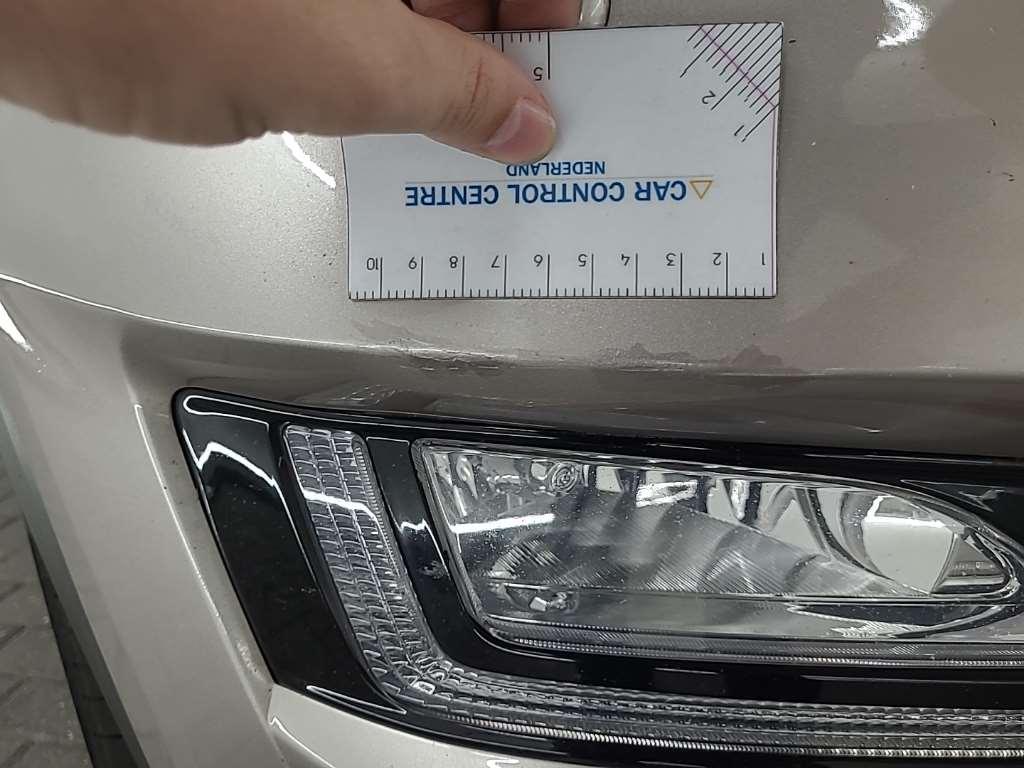 1 2 3 4 5 6 7 8 9 10
CAR CONTROL CENTRE
NEDERLAND
1
2
5